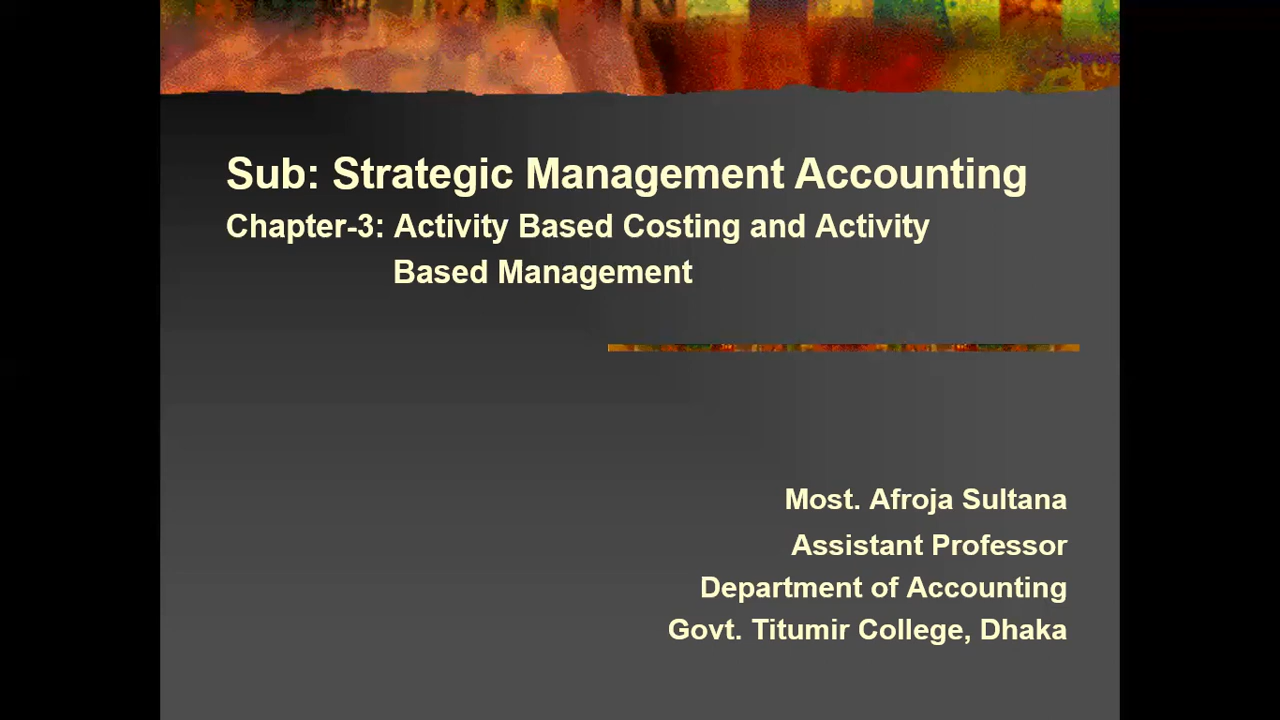 Sub: Strategic Management Accounting
Chapter-3: Activity Based Costing and Activity
Based Management
Most. Afroja Sultana
Assistant Professor
Department of Accounting
Govt. Titumir College, Dhaka